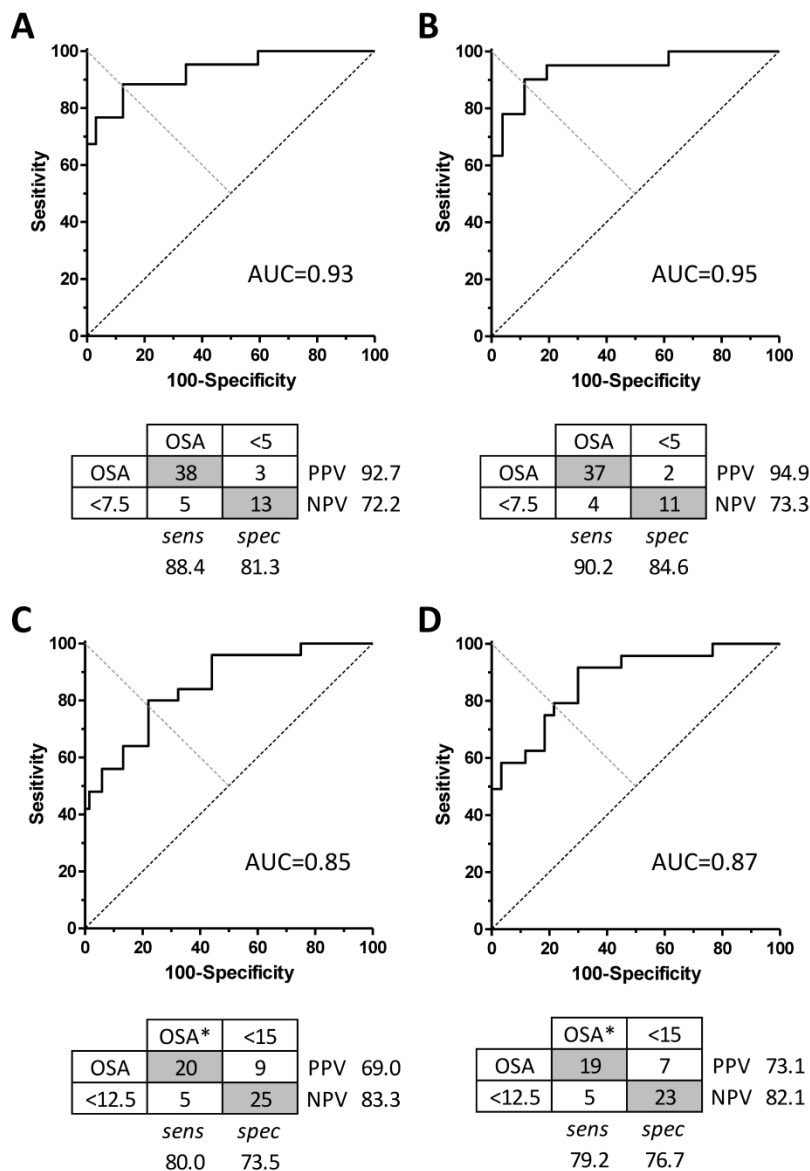 A
B
100
80
60
40
20
0
Sesitivity
AUC=0.93
0 20 40 60 80 100
100-Specificity
100
80
60
40
20
0
Sesitivity
AUC=0.95
0 20 40 60 80 100
100-Specificity
OSA <5
OSA 38 3 PPV 92.7
<7.5 5 13 NPV 72.2
sens spec
88.4 81.3
OSA <5
OSA 37 2 PPV 94.9
<7.5 4 11 NPV 73.3
sens spec
90.2 84.6
C
D
100
80
60
40
20
0
Sesitivity
AUC=0.85
0 20 40 60 80 100
100-Specificity
100
80
60
40
20
0
Sesitivity
AUC=0.87
0 20 40 60 80 100
100-Specificity
OSA* <15
OSA 20 9 PPV 69.0
<12.5 5 25 NPV 83.3
sens spec
80.0 73.5
OSA* <15
OSA 19 7 PPV 73.1
<12.5 5 23 NPV 82.1
sens spec
79.2 76.7